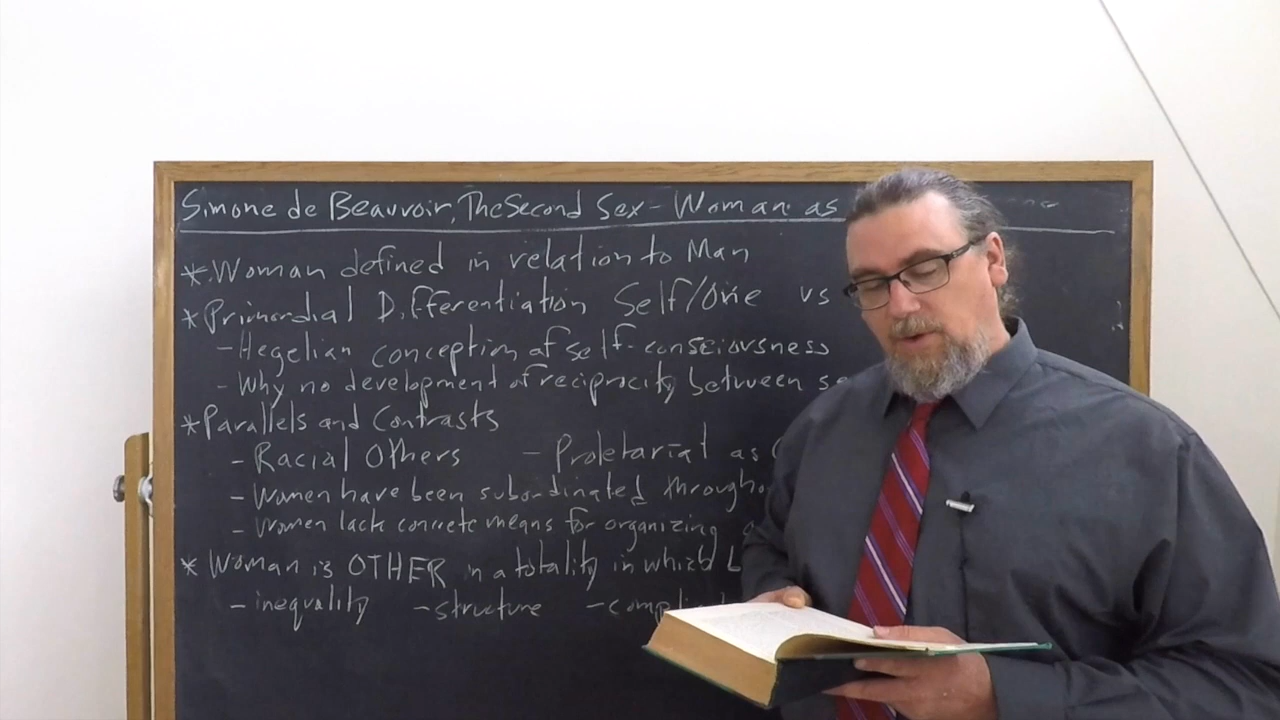 Simone de Beauvoir, The Second Sex - Woman as
* Woman defined in relation to Man
* Primordial Differentiation Self/One vs
- Hegelian conception of self-consciousness
- Why no development of reciprocity between
* Parallels and Contrasts
- Racial Others - Proletariat as
- Women have been subordinated
- Women lack concrete means for organizing
* Woman is OTHER in a totality in which
- inequality - structure -